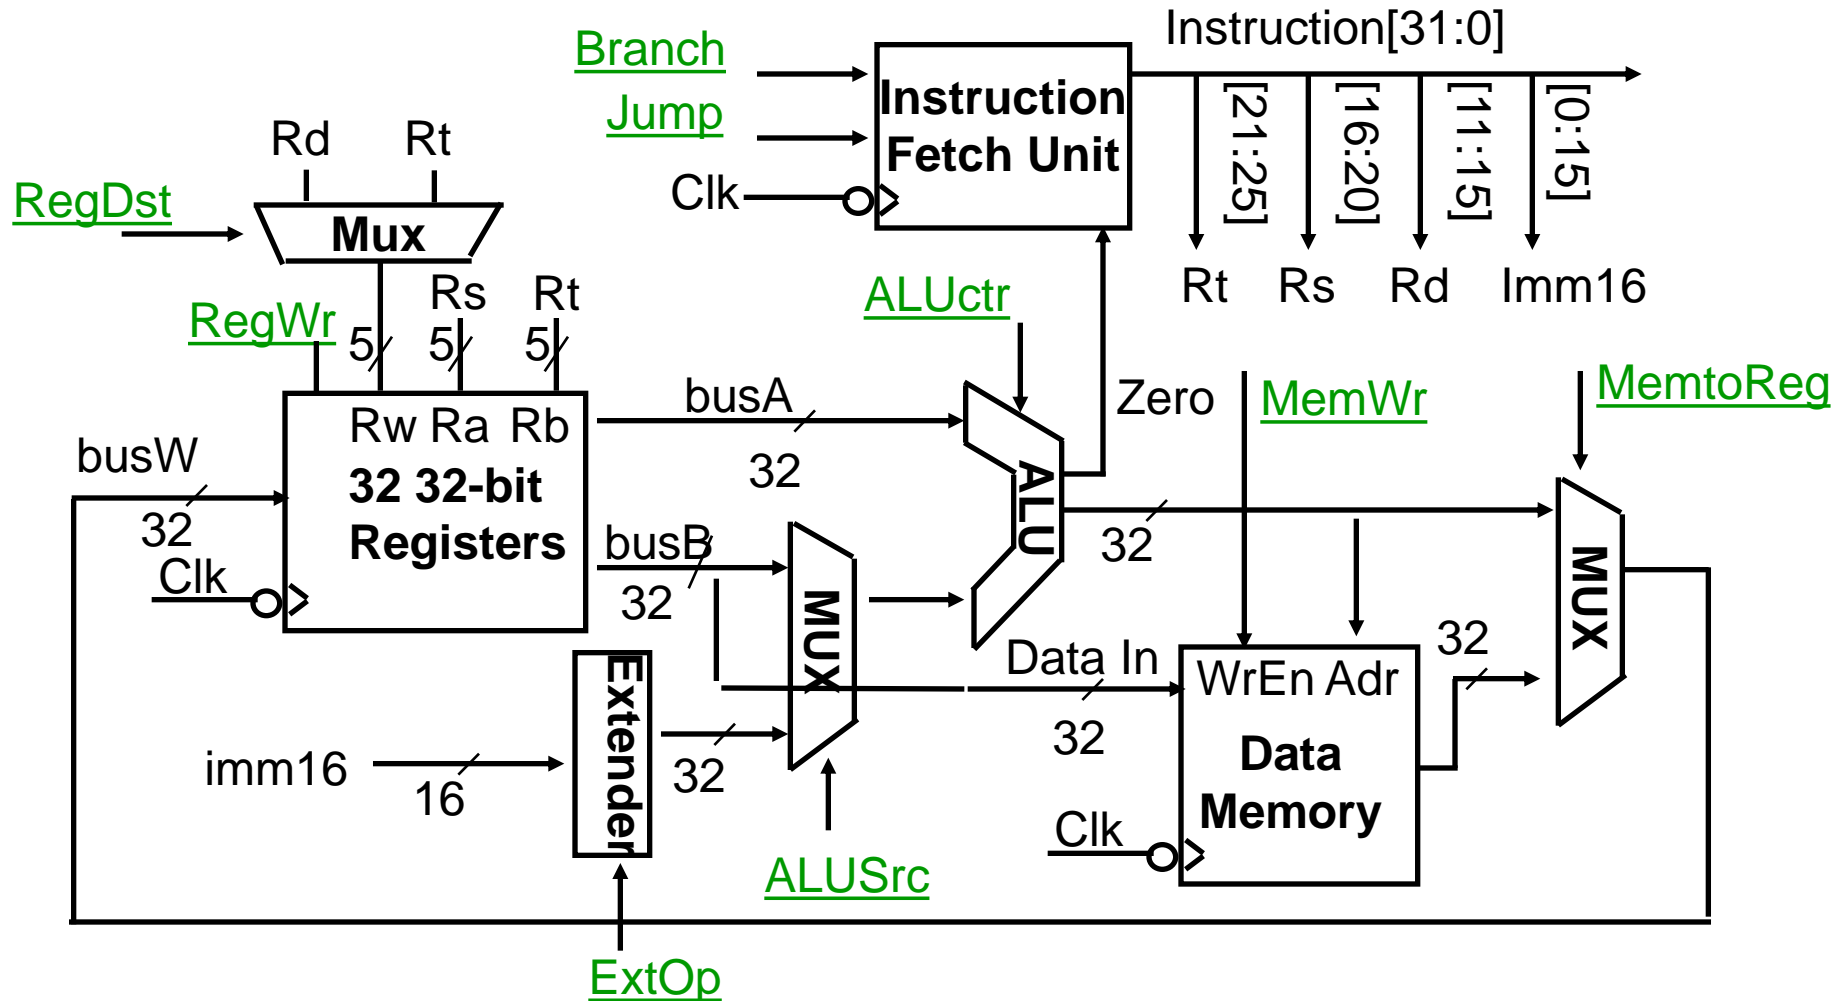 Instruction[31:0]
Branch
Jump
Clk
Instruction
Fetch Unit
[21:25]
[16:20]
[11:15]
[0:15]
Rt
Rs
Rd
Imm16
Rd
Rt
RegDst
Mux
RegWr
5
Rs
5
Rt
5
ALUctr
busW
32
Clk
Rw Ra Rb
32 32-bit
Registers
busA
32
busB
32
Zero
ALU
32
MemWr
MemtoReg
MUX
MUX
Data In
32
WrEn Adr
Data
Memory
32
Clk
imm16
16
Extender
32
ALUSrc
ExtOp